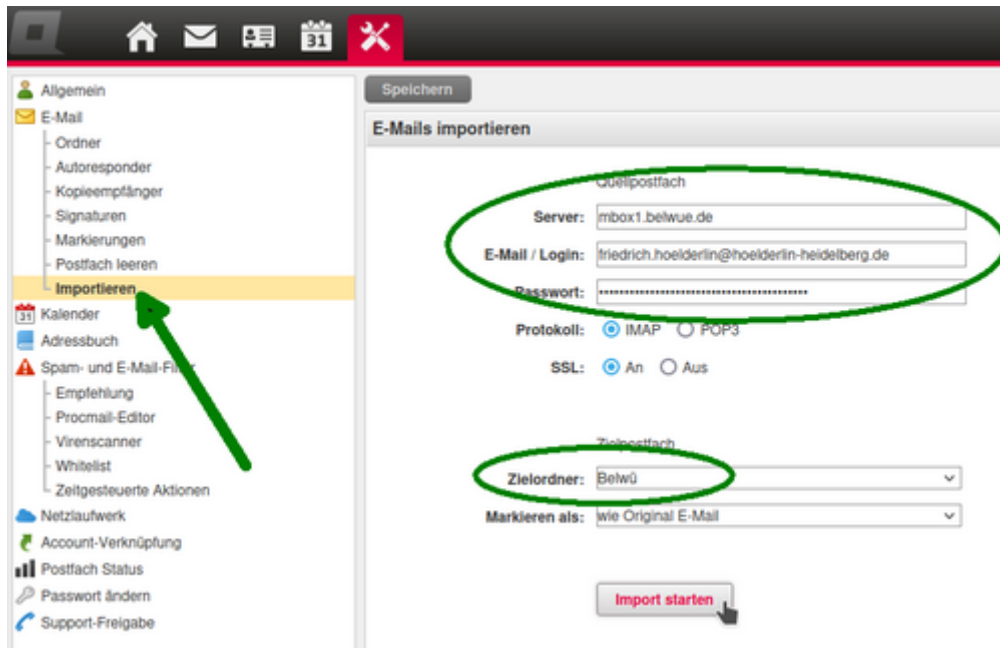 31
Allgemein
E-Mail
Ordner
Autoresponder
Kopieempfänger
Signaturen
Markierungen
Postfach leeren
Importieren
31 Kalender
Adressbuch
Spam- und E-Mail-Filter
Empfehlung
Procmail-Editor
Virenscanner
Whitelist
Zeitgesteuerte Aktionen
Netzlaufwerk
Account-Verknüpfung
Postfach Status
Passwort ändern
Support-Freigabe
Speichern
E-Mails importieren
Quellpostfach
Server: mbox1.belwue.de
E-Mail / Login: friedrich.hoelderlin@hoelderlin-heidelberg.de
Passwort: 
Protokoll: IMAP POP3
SSL: An Aus
Zielpostfach
Zielordner: Belwü
Markieren als: wie Original E-Mail
Import starten